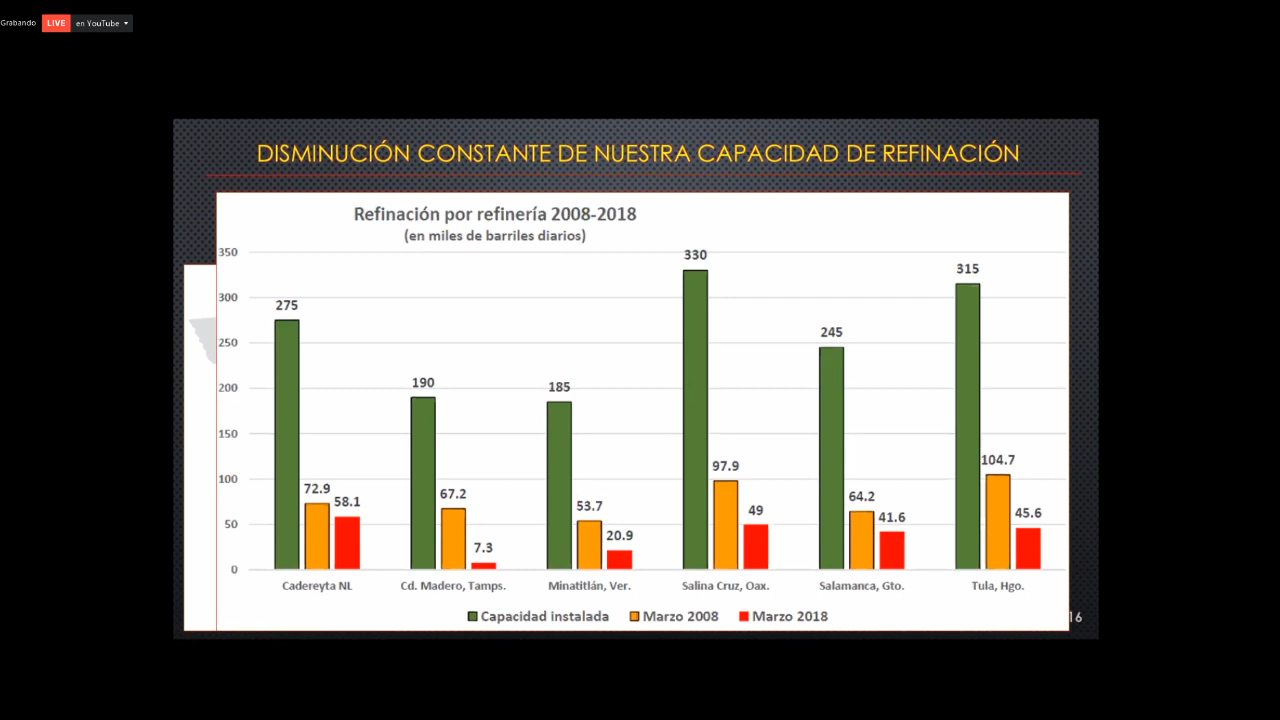 Grabando LIVE en YouTube
DISMINUCIÓN CONSTANTE DE NUESTRA CAPACIDAD DE REFINACIÓN
Refinación por refinería 2008-2018
(en miles de barriles diarios)
350
300
250
200
150
100
50
0
275
72.9
58.1
190
67.2
7.3
185
53.7
20.9
330
97.9
49
245
64.2
41.6
315
104.7
45.6
Cadereyta NL
Cd. Madero, Tamps.
Minatitlán, Ver.
Salina Cruz, Oax.
Salamanca, Gto.
Tula, Hgo.
Capacidad instalada
Marzo 2008
Marzo 2018
16